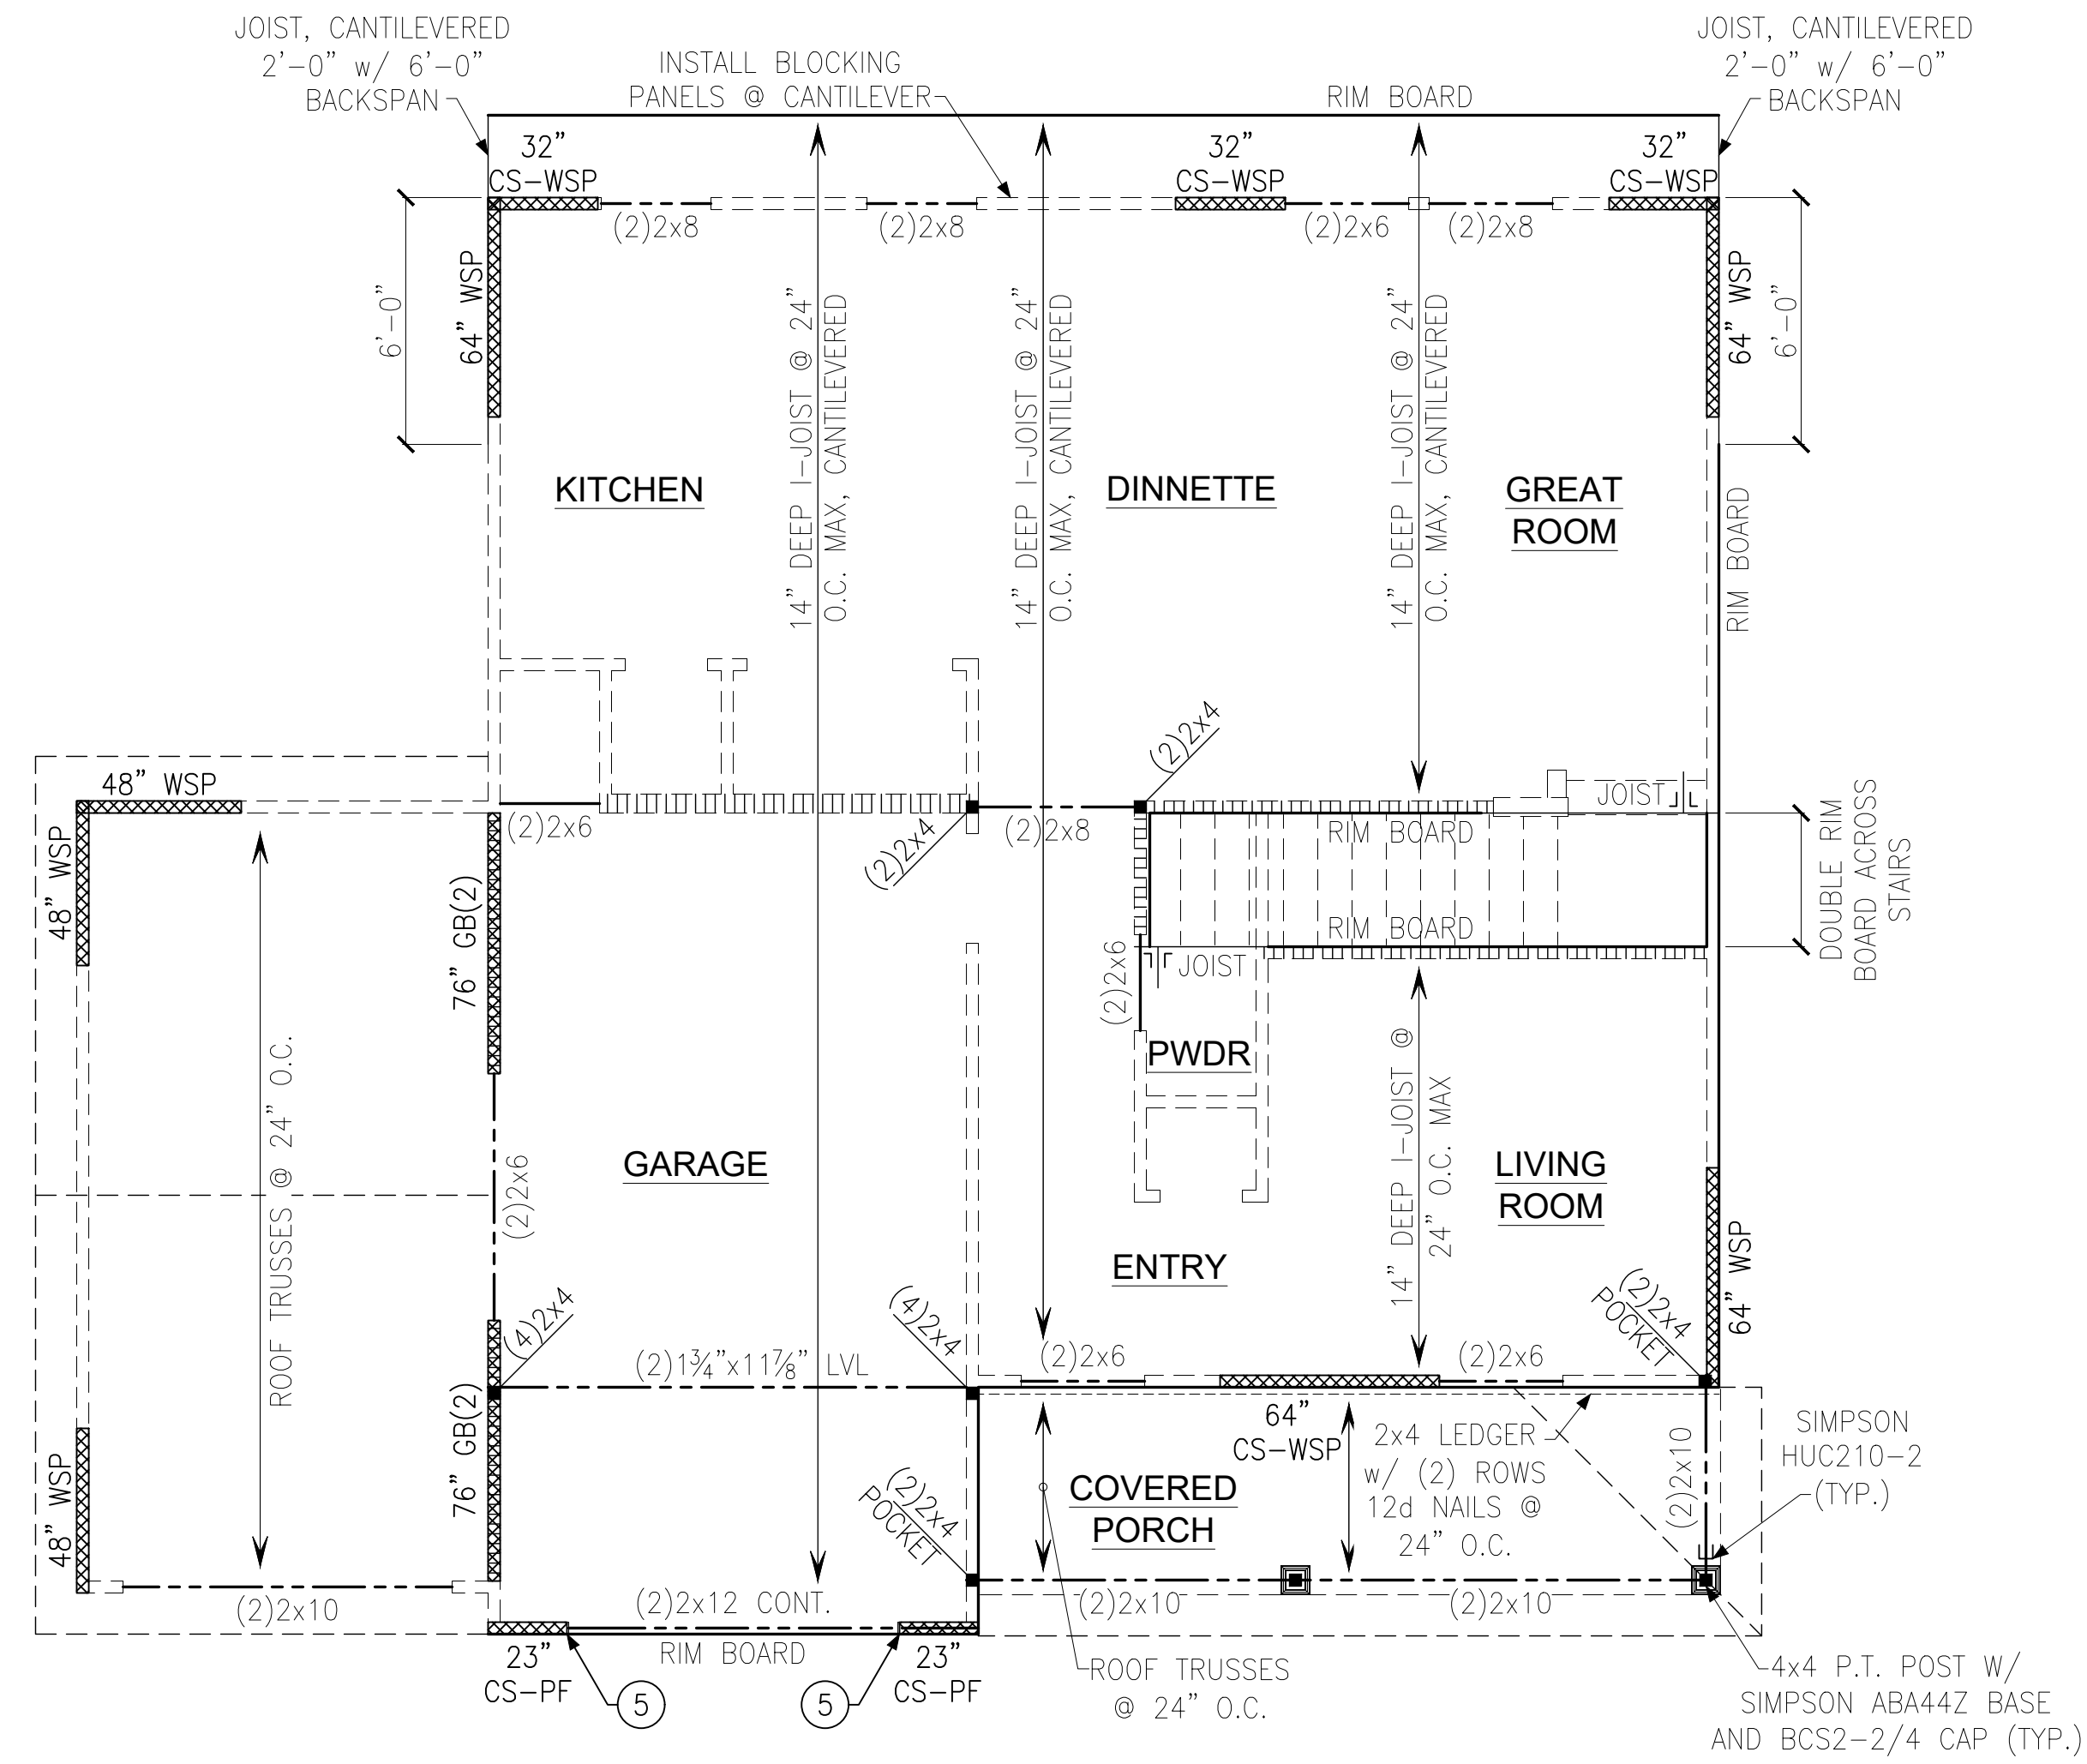 JOIST, CANTILEVERED
2'-0" w/ 6'-0"
BACKSPAN
INSTALL BLOCKING
PANELS @ CANTILEVER
RIM BOARD
JOIST, CANTILEVERED
2'-0" w/ 6'-0"
BACKSPAN
32"
CS-WSP
32"
CS-WSP
32"
CS-WSP
(2)2x8
(2)2x8
(2)2x6
(2)2x8
6'-0"
64" WSP
14" DEEP I-JOIST @ 24"
O.C. MAX, CANTILEVERED
14" DEEP I-JOIST @ 24"
O.C. MAX, CANTILEVERED
14" DEEP I-JOIST @ 24"
O.C. MAX, CANTILEVERED
64" WSP
6'-0"
KITCHEN
DINNETTE
GREAT
ROOM
RIM BOARD
48" WSP
48" WSP
(2)2x6
(2)2x4
(2)2x8
(2)2x4
JOIST
RIM BOARD
RIM BOARD
DOUBLE RIM
BOARD ACROSS
STAIRS
76" GB(2)
(2)2x6
JOIST
PWDR
ROOF TRUSSES @ 24" O.C.
(2)2x6
GARAGE
ENTRY
14" DEEP I-JOIST @
24" O.C. MAX
LIVING
ROOM
64" WSP
(4)2x4
(4)2x4
(2)1¾"x11⅞" LVL
(2)2x6
(2)2x6
(2)2x4
POCKET
48" WSP
76" GB(2)
(2)2x4
POCKET
COVERED
PORCH
64"
CS-WSP
2x4 LEDGER
w/ (2) ROWS
12d NAILS @
24" O.C.
(2)2x10
SIMPSON
HUC210-2
(TYP.)
(2)2x10
(2)2x12 CONT.
RIM BOARD
(2)2x10
(2)2x10
23"
CS-PF
5
5
23"
CS-PF
ROOF TRUSSES
@ 24" O.C.
4x4 P.T. POST W/
SIMPSON ABA44Z BASE
AND BCS2-2/4 CAP (TYP.)